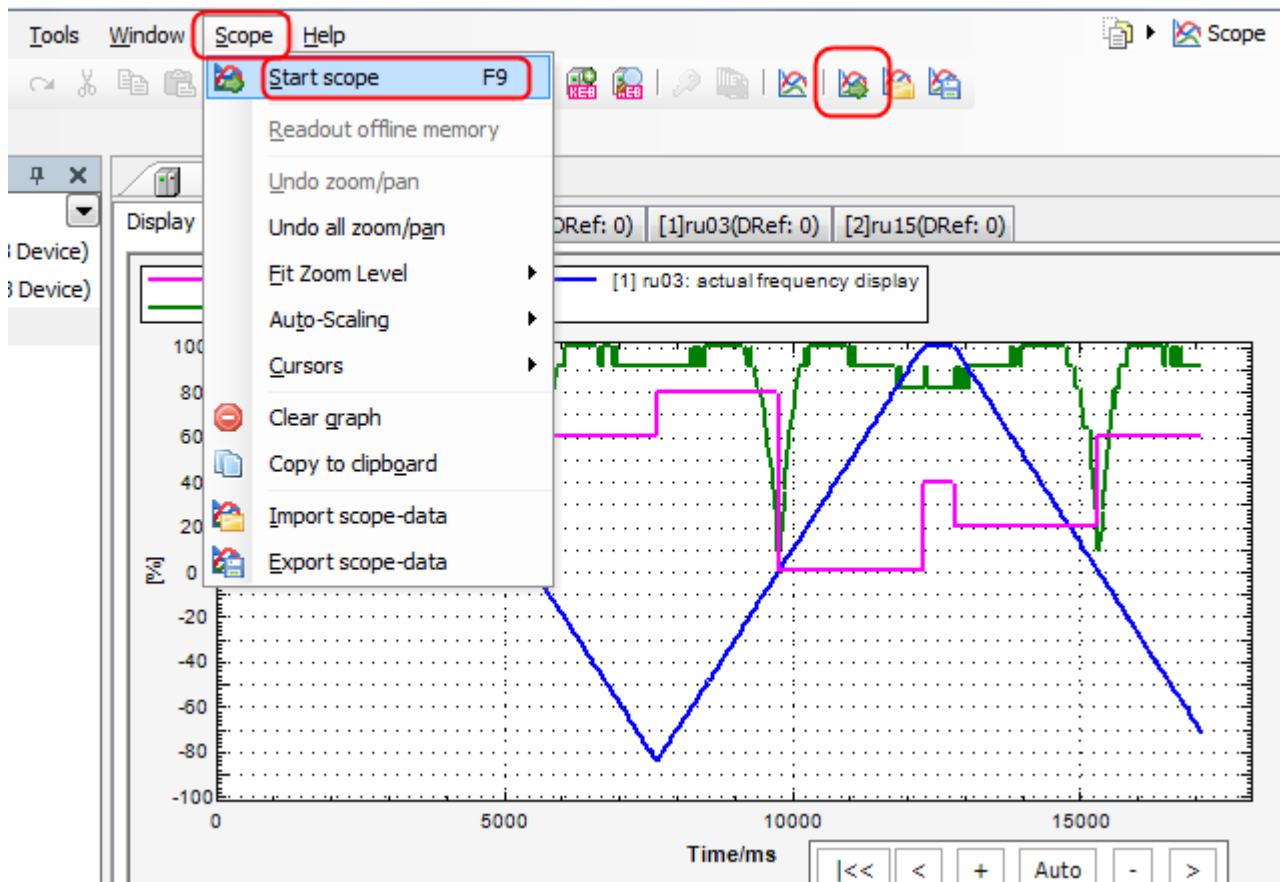 Tools Window Scope Help Scope
Start scope F9
KEB KEB
Readout offline memory
Undo zoom/pan
Undo all zoom/pan
Fit Zoom Level
Auto-Scaling
Cursors
Clear graph
Copy to clipboard
Import scope-data
Export scope-data
Device)
Device)
Display DRef: 0) [1]ru03(DRef: 0) [2]ru15(DRef: 0)
[1] ru03: actual frequency display
100
80
60
40
20
0
-20
-40
-60
-80
-100
[%]
0 5000 10000 15000
Time/ms
|<< < + Auto - >